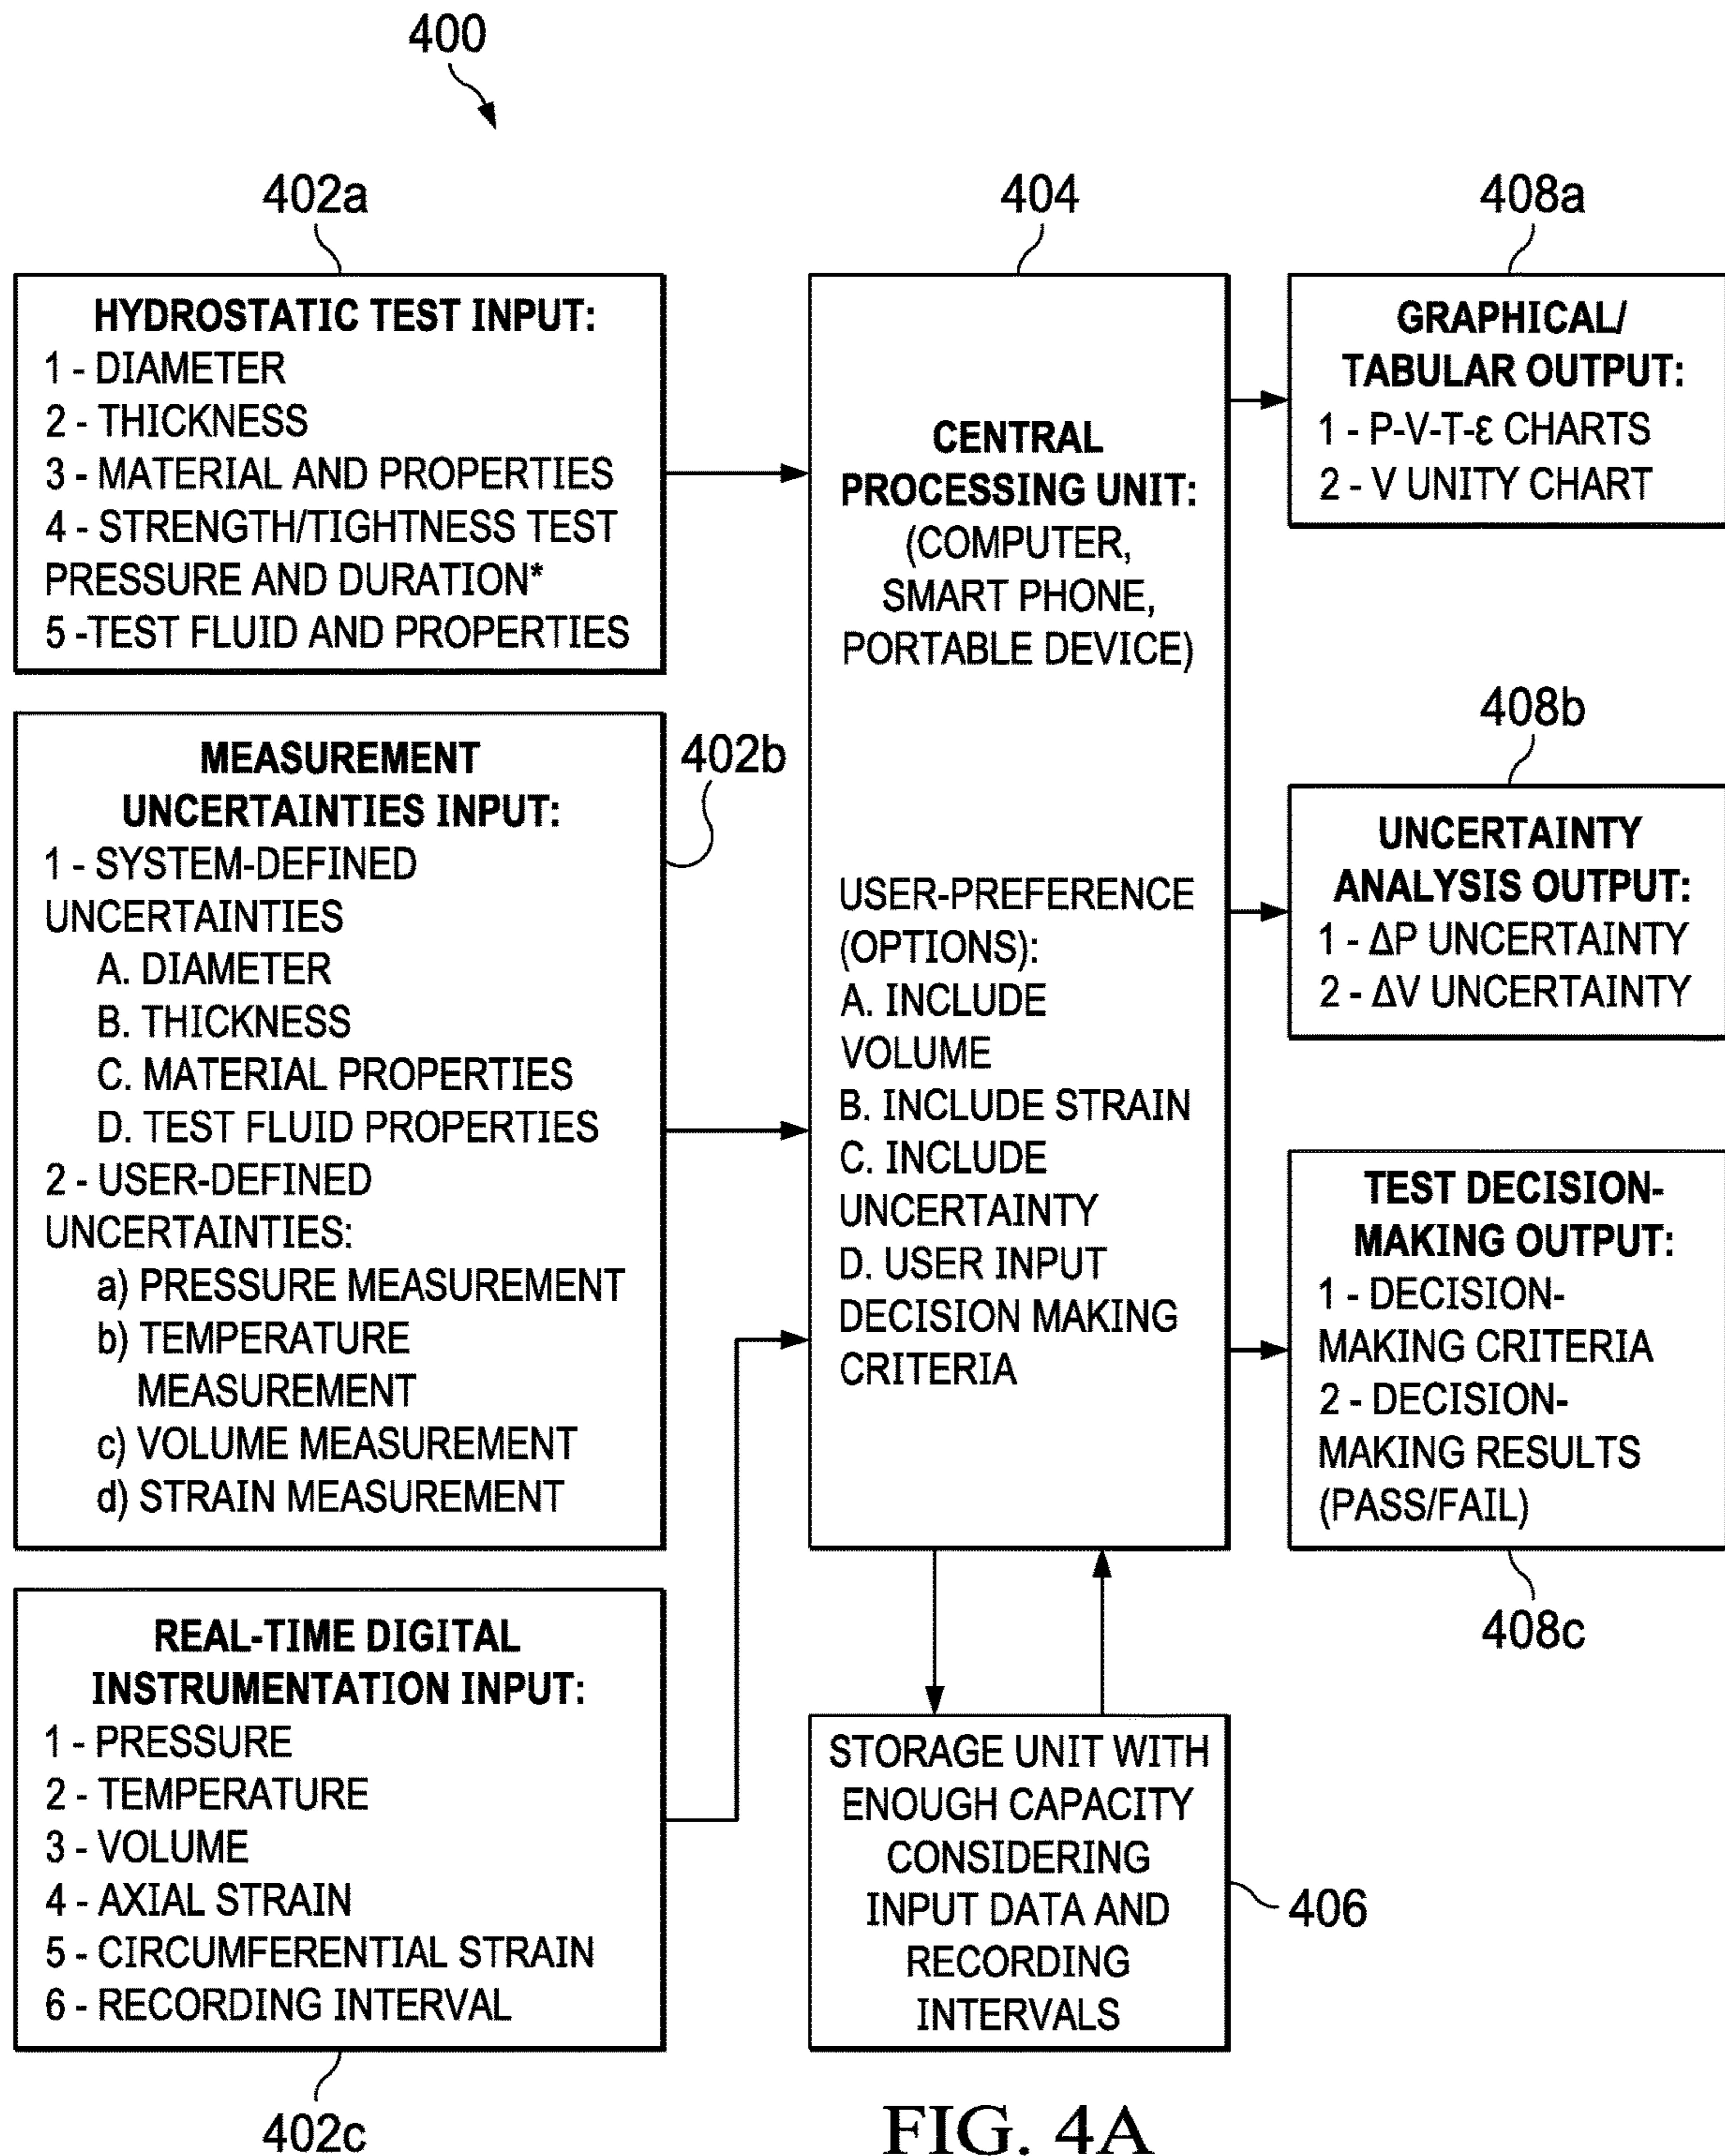 400
402a
HYDROSTATIC TEST INPUT:
1 - DIAMETER
2 - THICKNESS
3 - MATERIAL AND PROPERTIES
4 - STRENGTH/TIGHTNESS TEST
PRESSURE AND DURATION*
5 -TEST FLUID AND PROPERTIES
402b
MEASUREMENT
UNCERTAINTIES INPUT:
1 - SYSTEM-DEFINED
UNCERTAINTIES
A. DIAMETER
B. THICKNESS
C. MATERIAL PROPERTIES
D. TEST FLUID PROPERTIES
2 - USER-DEFINED
UNCERTAINTIES:
a) PRESSURE MEASUREMENT
b) TEMPERATURE
MEASUREMENT
c) VOLUME MEASUREMENT
d) STRAIN MEASUREMENT
REAL-TIME DIGITAL
INSTRUMENTATION INPUT:
1 - PRESSURE
2 - TEMPERATURE
3 - VOLUME
4 - AXIAL STRAIN
5 - CIRCUMFERENTIAL STRAIN
6 - RECORDING INTERVAL
402c
404
CENTRAL
PROCESSING UNIT:
(COMPUTER,
SMART PHONE,
PORTABLE DEVICE)
USER-PREFERENCE
(OPTIONS):
A. INCLUDE
VOLUME
B. INCLUDE STRAIN
C. INCLUDE
UNCERTAINTY
D. USER INPUT
DECISION MAKING
CRITERIA
STORAGE UNIT WITH
ENOUGH CAPACITY
CONSIDERING
INPUT DATA AND
RECORDING
INTERVALS
406
408a
GRAPHICAL/
TABULAR OUTPUT:
1 - P-V-T-ε CHARTS
2 - V UNITY CHART
408b
UNCERTAINTY
ANALYSIS OUTPUT:
1 - ΔP UNCERTAINTY
2 - ΔV UNCERTAINTY
TEST DECISION-
MAKING OUTPUT:
1 - DECISION-
MAKING CRITERIA
2 - DECISION-
MAKING RESULTS
(PASS/FAIL)
408c
FIG. 4A